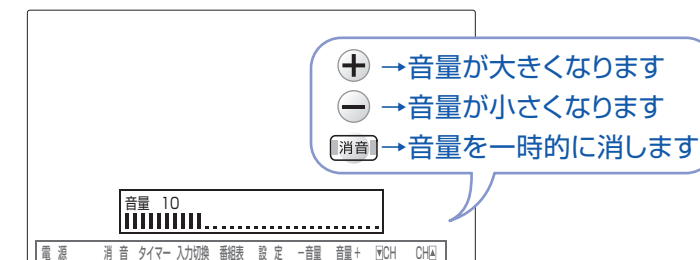 ＋→音量が大きくなります
－→音量が小さくなります
消音→音量を一時的に消します
音量 10
電源 消音 タイマー 入力切換 番組表 設定 －音量 音量＋ ▼CH CH▲